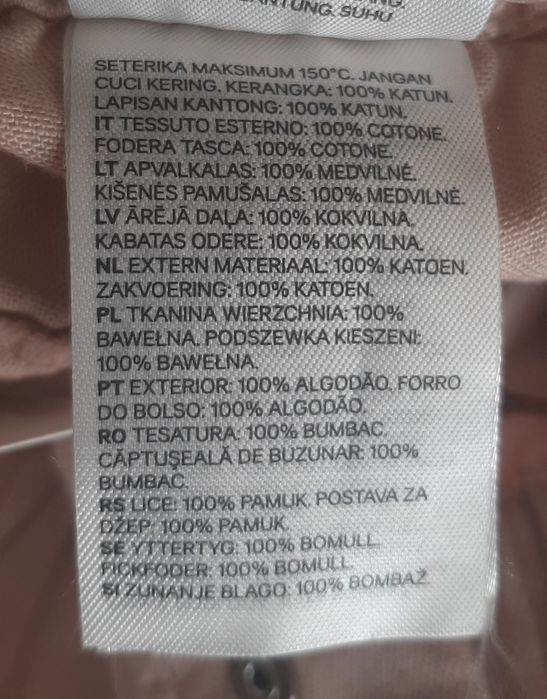 SUHU
SETERIKA MAKSIMUM 150°C. JANGAN
CUCI KERING. KERANGKA: 100% KATUN.
LAPISAN KANTONG: 100% KATUN.
IT TESSUTO ESTERNO: 100% COTONE.
FODERA TASCA: 100% COTONE.
LT APVALKALAS: 100% MEDVILNĖ.
KIŠENĖS PAMUŠALAS: 100% MEDVILNĖ.
LV ĀRĒJĀ DAĻA: 100% KOKVILNA.
KABATAS ODERE: 100% KOKVILNA.
NL EXTERN MATERIAAL: 100% KATOEN.
ZAKVOERING: 100% KATOEN.
PL TKANINA WIERZCHNIA: 100%
BAWEŁNA. PODSZEWKA KIESZENI:
100% BAWEŁNA.
PT EXTERIOR: 100% ALGODÃO. FORRO
DO BOLSO: 100% ALGODÃO.
RO TESATURA: 100% BUMBAC.
CĂPTUŞEALĂ DE BUZUNAR: 100%
BUMBAC.
RS LICE: 100% PAMUK. POSTAVA ZA
DŽEP: 100% PAMUK.
SE YTTERTYG: 100% BOMULL.
FICKFODER: 100% BOMULL.
SI ZUNANJE BLAGO: 100% BOMBAŽ.